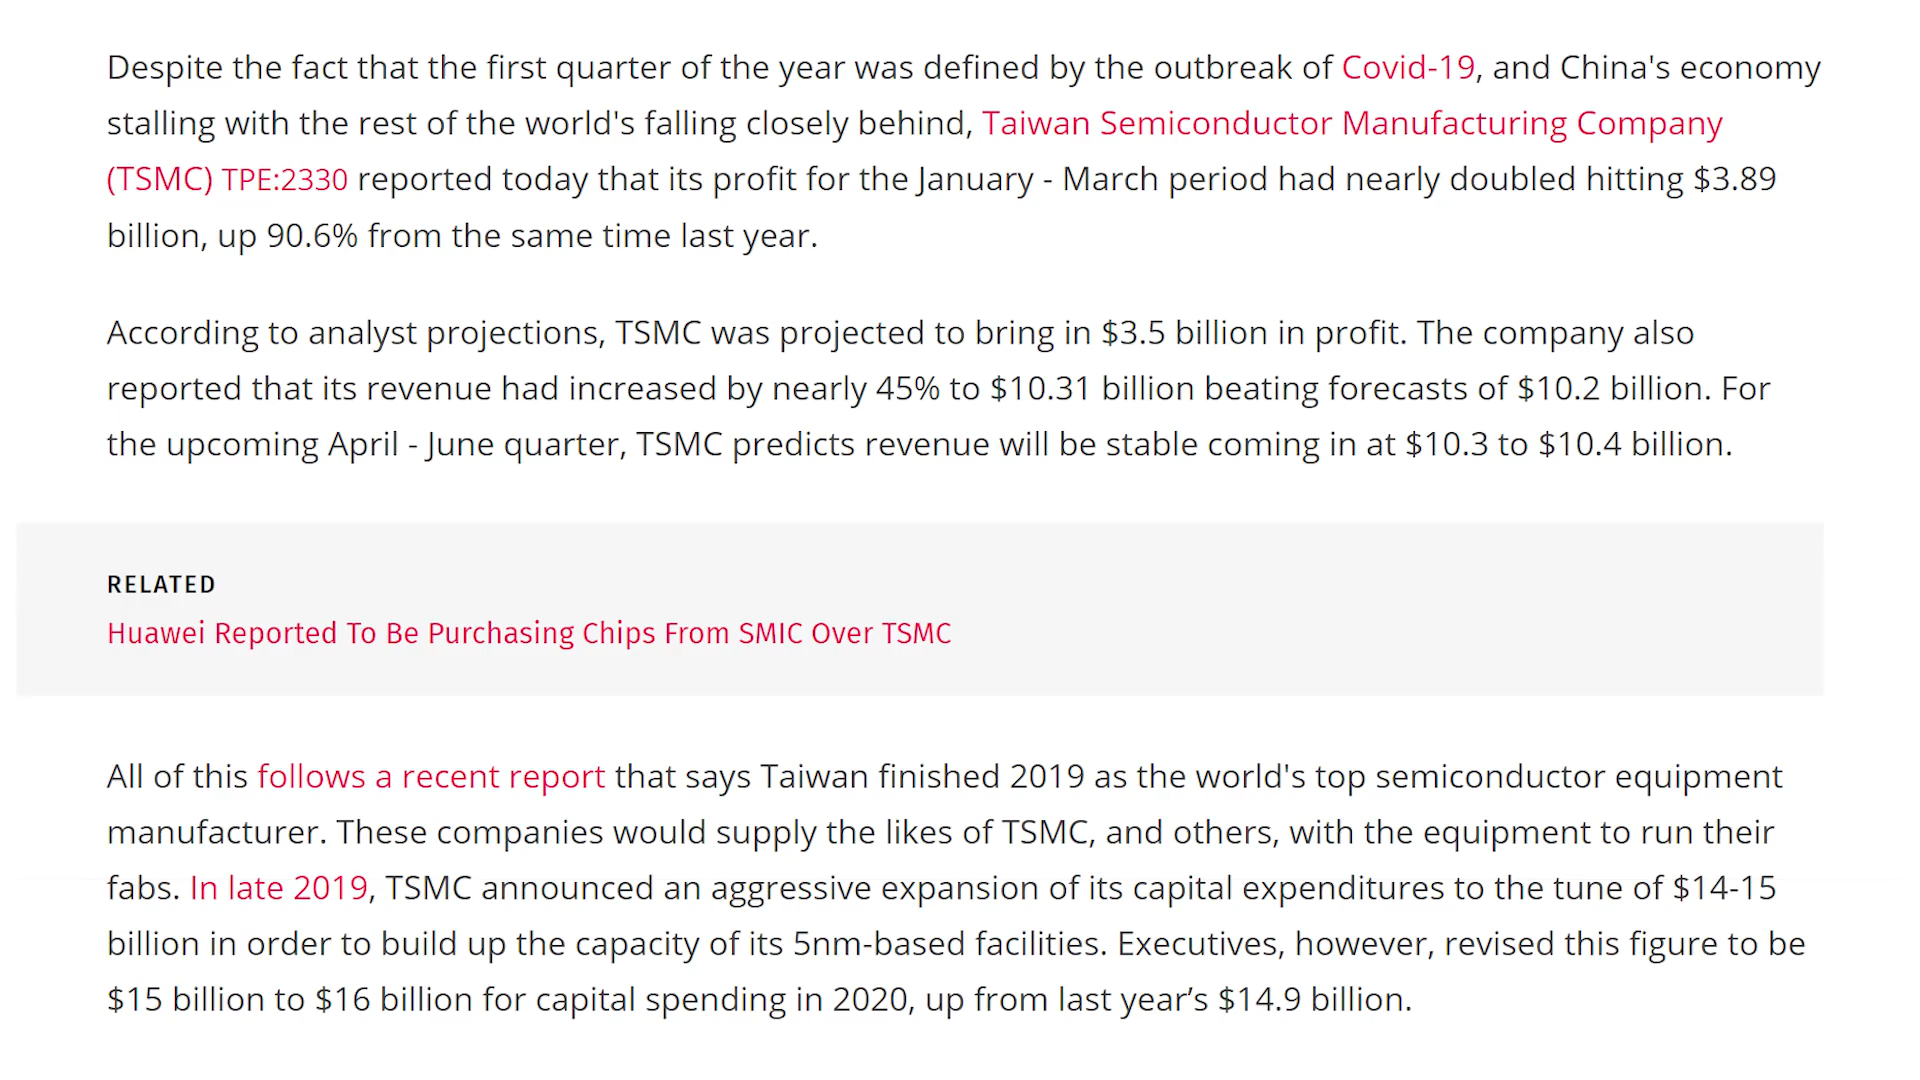 Despite the fact that the first quarter of the year was defined by the outbreak of Covid-19, and China's economy
stalling with the rest of the world's falling closely behind, Taiwan Semiconductor Manufacturing Company
(TSMC) TPE:2330 reported today that its profit for the January - March period had nearly doubled hitting $3.89
billion, up 90.6% from the same time last year.
According to analyst projections, TSMC was projected to bring in $3.5 billion in profit. The company also
reported that its revenue had increased by nearly 45% to $10.31 billion beating forecasts of $10.2 billion. For
the upcoming April - June quarter, TSMC predicts revenue will be stable coming in at $10.3 to $10.4 billion.
RELATED
Huawei Reported To Be Purchasing Chips From SMIC Over TSMC
All of this follows a recent report that says Taiwan finished 2019 as the world's top semiconductor equipment
manufacturer. These companies would supply the likes of TSMC, and others, with the equipment to run their
fabs. In late 2019, TSMC announced an aggressive expansion of its capital expenditures to the tune of $14-15
billion in order to build up the capacity of its 5nm-based facilities. Executives, however, revised this figure to be
$15 billion to $16 billion for capital spending in 2020, up from last year’s $14.9 billion.